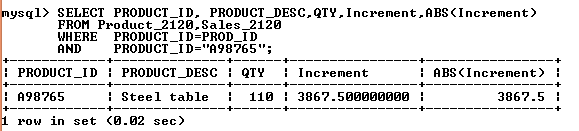 mysql> SELECT PRODUCT_ID, PRODUCT_DESC,QTY,Increment,ABS(Increment)
FROM Product_2120,Sales_2120
WHERE PRODUCT_ID=PROD_ID
AND PRODUCT_ID="A98765";
+------------+--------------+------+----------------+----------------+
| PRODUCT_ID | PRODUCT_DESC | QTY | Increment | ABS(Increment) |
+------------+--------------+------+----------------+----------------+
| A98765 | Steel table | 110 | 3867.500000000 | 3867.5 |
+------------+--------------+------+----------------+----------------+
1 row in set (0.02 sec)